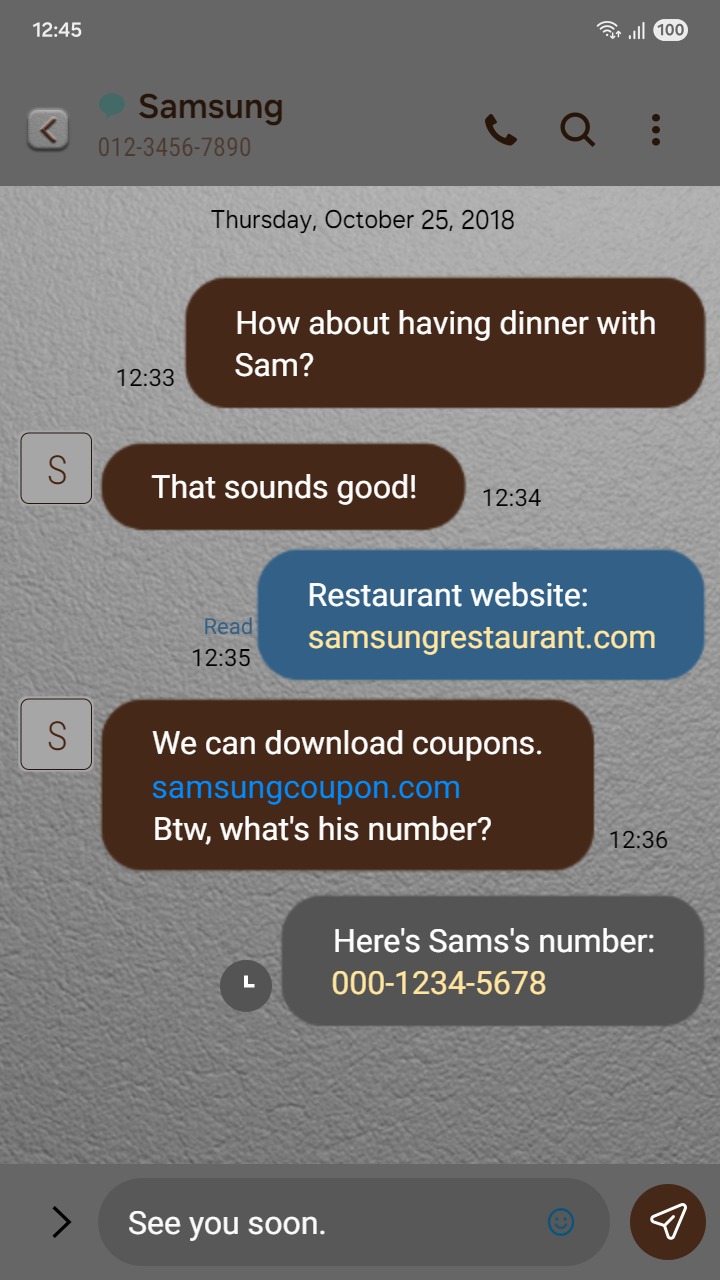 12:45
100
Samsung
012-3456-7890
Thursday, October 25, 2018
How about having dinner with
Sam?
12:33
S
That sounds good!
12:34
Restaurant website:
samsungrestaurant.com
Read
12:35
S
We can download coupons.
samsungcoupon.com
Btw, what's his number?
12:36
Here's Sams's number:
000-1234-5678
See you soon.